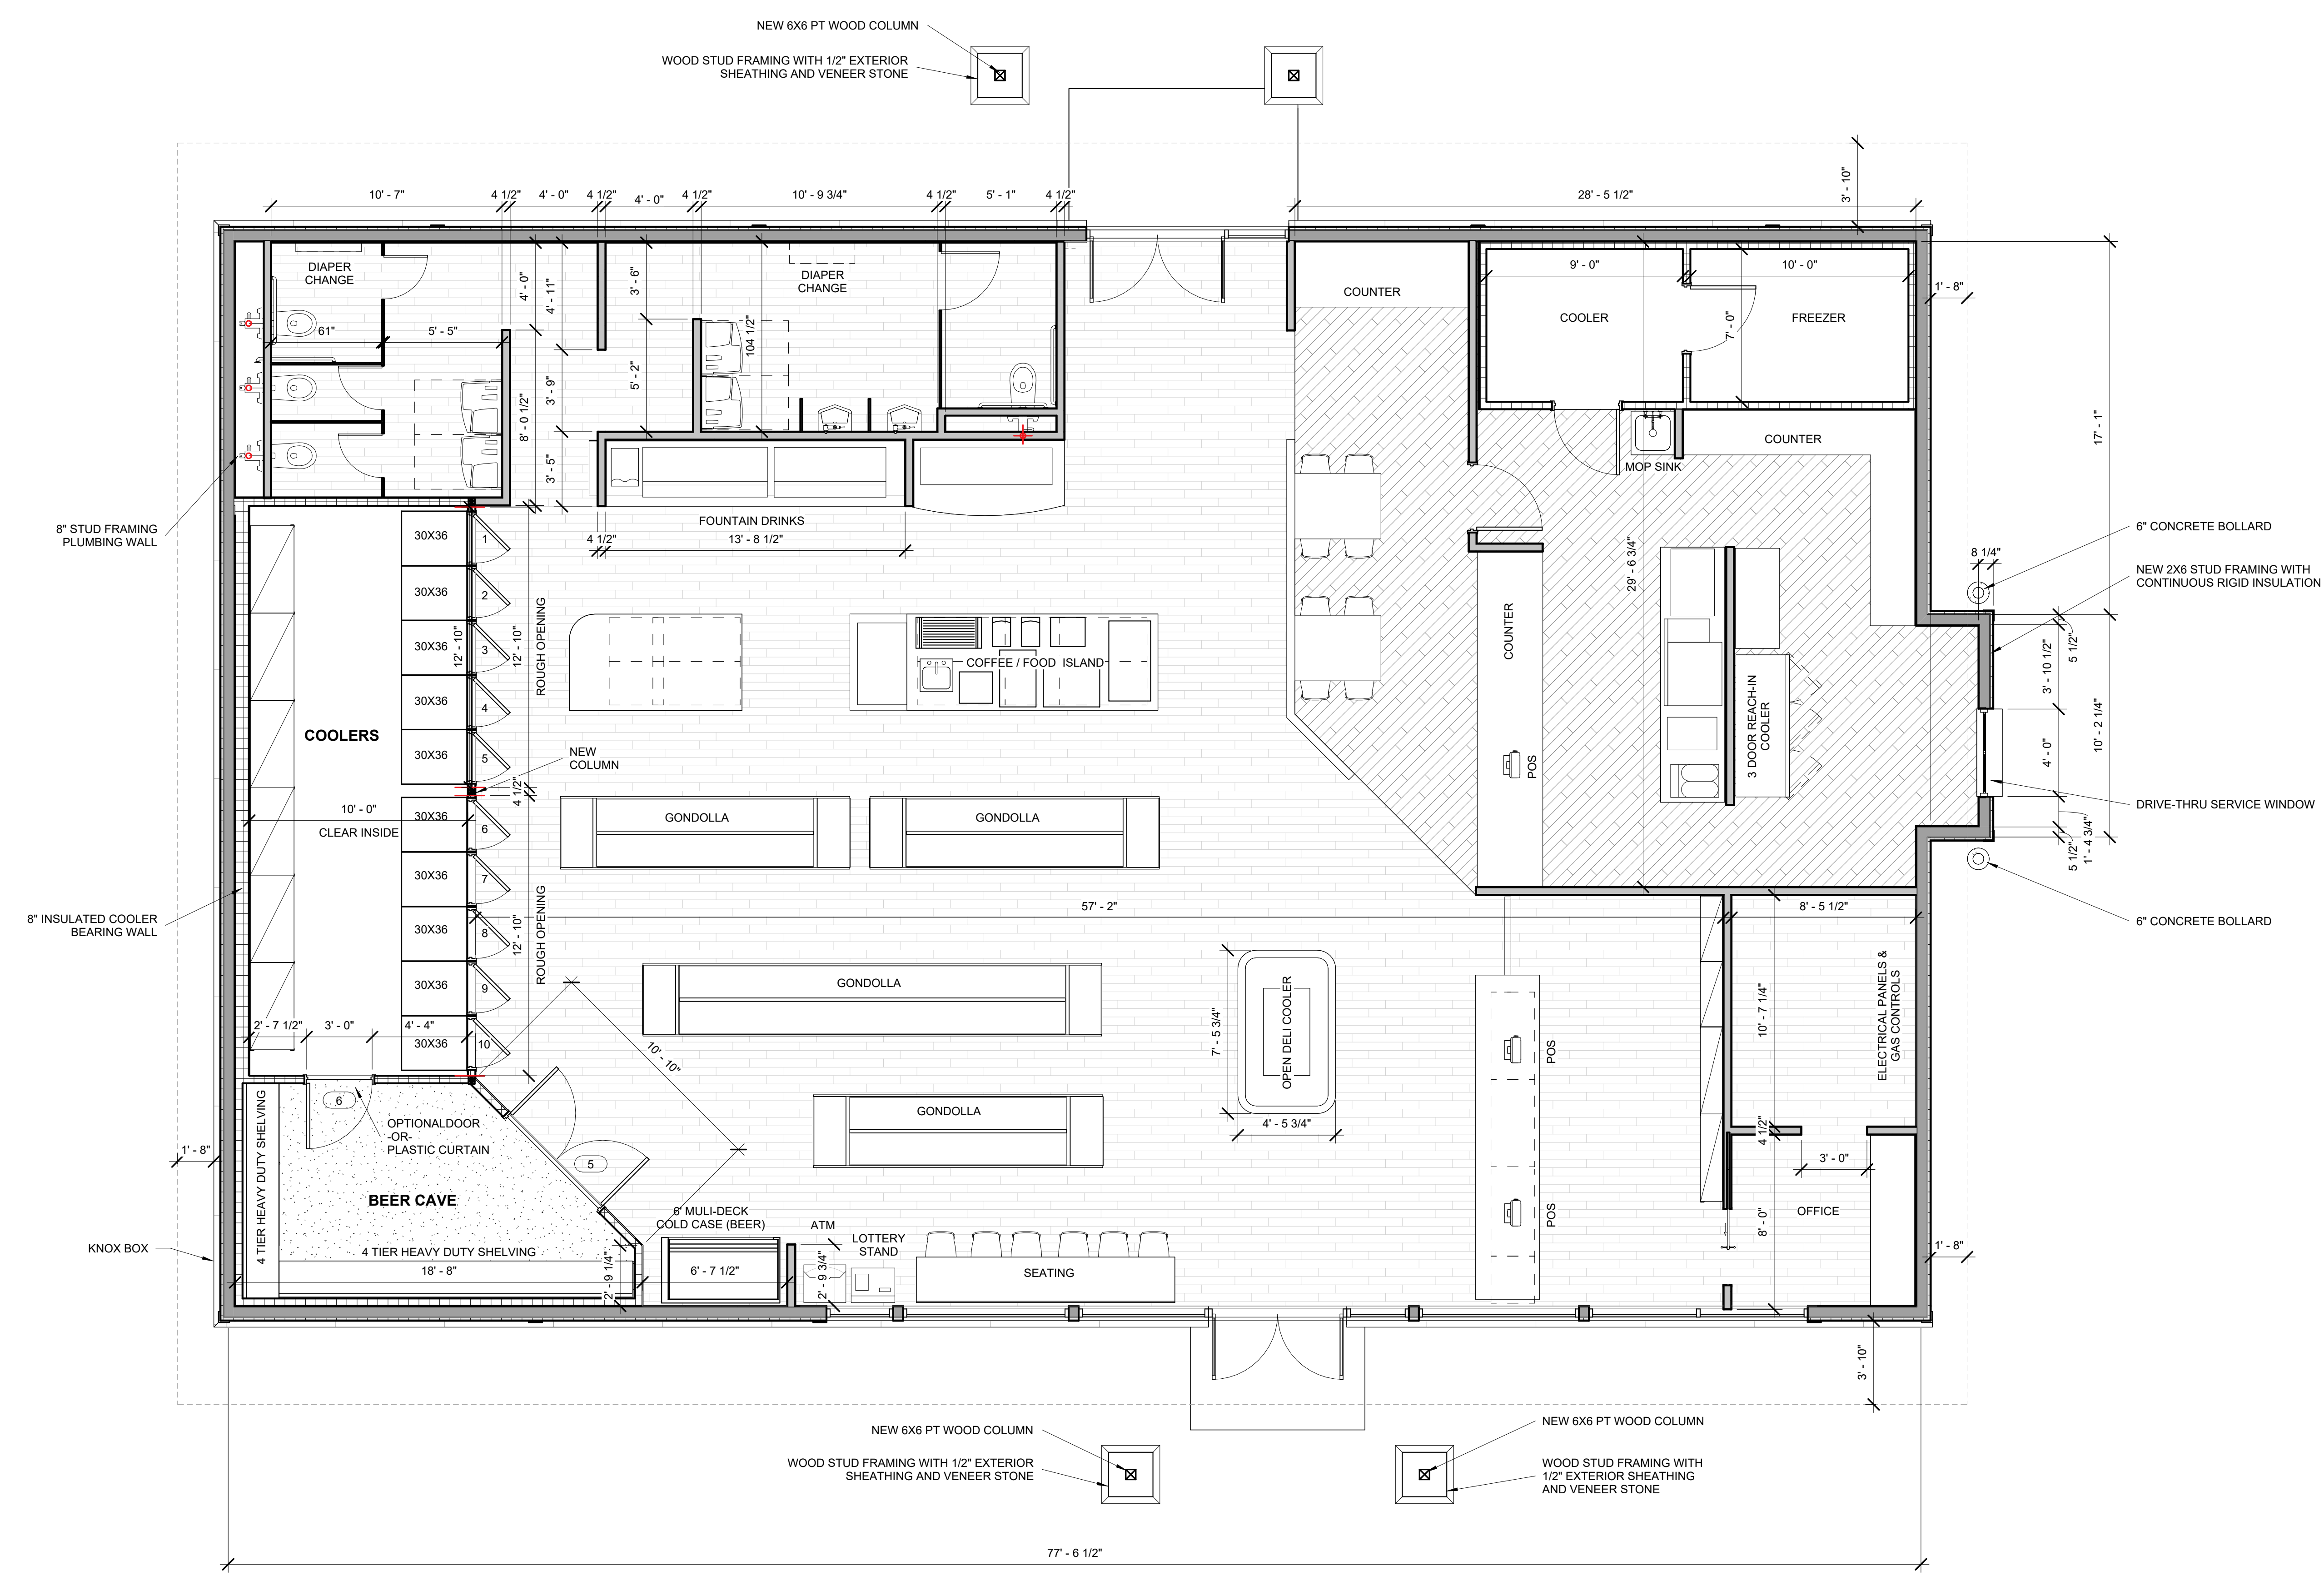 NEW 6X6 PT WOOD COLUMN
WOOD STUD FRAMING WITH 1/2" EXTERIOR
SHEATHING AND VENEER STONE
3' - 10"
10' - 7"
4 1/2"
4' - 0"
4 1/2"
4' - 0"
4 1/2"
10' - 9 3/4"
4 1/2"
5' - 1"
4 1/2"
28' - 5 1/2"
DIAPER
CHANGE
61"
5' - 5"
4' - 0"
8' - 0 1/2"
4' - 11"
3' - 9"
3' - 5"
3' - 6"
5' - 2"
104 1/2"
DIAPER
CHANGE
COUNTER
9' - 0"
10' - 0"
COOLER
7' - 0"
FREEZER
1' - 8"
17' - 1"
MOP SINK
COUNTER
8" STUD FRAMING
PLUMBING WALL
FOUNTAIN DRINKS
4 1/2"
13' - 8 1/2"
30X36
1
30X36
2
30X36
3
30X36
4
30X36
5
12' - 10"
12' - 10"
ROUGH OPENING
COFFEE / FOOD ISLAND
COUNTER
POS
29' - 6 3/4"
3 DOOR REACH-IN
COOLER
6" CONCRETE BOLLARD
8 1/4"
NEW 2X6 STUD FRAMING WITH
CONTINUOUS RIGID INSULATION
5 1/2"
3' - 10 1/2"
4' - 0"
10' - 2 1/4"
DRIVE-THRU SERVICE WINDOW
1' - 4 3/4"
5 1/2"
6" CONCRETE BOLLARD
COOLERS
NEW
COLUMN
4 1/2"
10' - 0"
CLEAR INSIDE
30X36
6
30X36
7
30X36
8
30X36
9
30X36
10
12' - 10"
ROUGH OPENING
GONDOLLA
GONDOLLA
8" INSULATED COOLER
BEARING WALL
57' - 2"
8' - 5 1/2"
GONDOLLA
7' - 5 3/4"
OPEN DELI COOLER
4' - 5 3/4"
POS
POS
10' - 7 1/4"
ELECTRICAL PANELS &
GAS CONTROLS
2' - 7 1/2"
3' - 0"
4' - 4"
10' - 10"
4 TIER HEAVY DUTY SHELVING
6
OPTIONALDOOR
-OR-
PLASTIC CURTAIN
5
GONDOLLA
4 1/2"
3' - 0"
1' - 8"
BEER CAVE
OFFICE
8' - 0"
6' MULI-DECK
COLD CASE (BEER)
ATM
LOTTERY
STAND
KNOX BOX
4 TIER HEAVY DUTY SHELVING
18' - 8"
2' - 9 1/4"
6' - 7 1/2"
2' - 9 3/4"
SEATING
1' - 8"
3' - 10"
NEW 6X6 PT WOOD COLUMN
WOOD STUD FRAMING WITH 1/2" EXTERIOR
SHEATHING AND VENEER STONE
NEW 6X6 PT WOOD COLUMN
WOOD STUD FRAMING WITH
1/2" EXTERIOR SHEATHING
AND VENEER STONE
77' - 6 1/2"